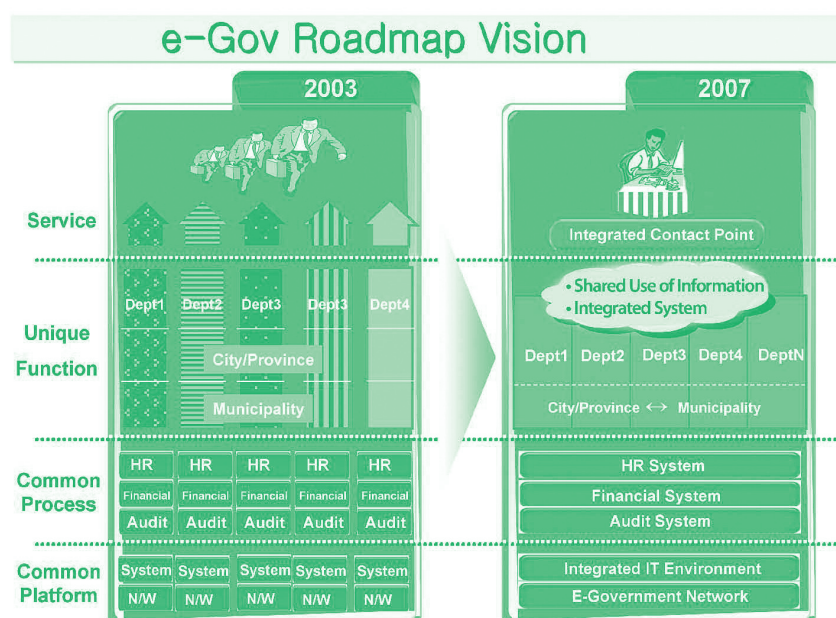 e-Gov Roadmap Vision
2003
2007
Service
Integrated Contact Point
Unique
Function
Dept1 Dept2 Dept3 Dept3 Dept4
City/Province
Municipality
• Shared Use of Information
• Integrated System
Dept1 Dept2 Dept3 Dept4 DeptN
City/Province ↔ Municipality
Common
Process
HR HR HR HR HR
Financial Financial Financial Financial Financial
Audit Audit Audit Audit Audit
HR System
Financial System
Audit System
Common
Platform
System System System System System
N/W N/W N/W N/W N/W
Integrated IT Environment
E-Government Network